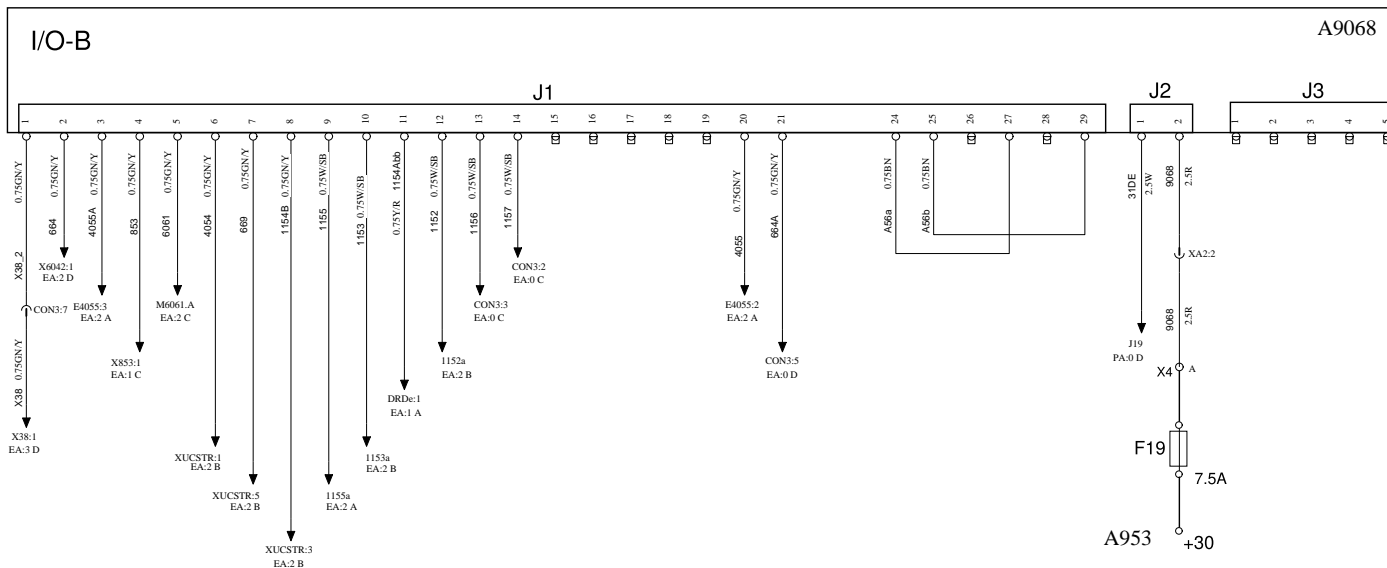 I/O-B
A9068
J1
J2
J3
1 2 3 4 5 6 7 8 9 10 11 12 13 14 15 16 17 18 19 20 21 24 25 26 27 28 29
1 2
1 2 3 4 5
0.75GN/Y
X38_2
CON3:7
0.75GN/Y
X38
X38:1
EA:3 D
0.75GN/Y
664
X6042:1
EA:2 D
0.75GN/Y
4055A
E4055:3
EA:2 A
0.75GN/Y
853
X853:1
EA:1 C
0.75GN/Y
6061
M6061.A
EA:2 C
0.75GN/Y
4054
XUCSTR:1
EA:2 B
0.75GN/Y
669
XUCSTR:5
EA:2 B
0.75GN/Y
1154B
XUCSTR:3
EA:2 B
0.75W/SB
1155
1155a
EA:2 A
0.75W/SB
1153
1153a
EA:2 B
1154Abb
0.75Y/R
DRDe:1
EA:1 A
0.75W/SB
1152
1152a
EA:2 B
0.75W/SB
1156
CON3:3
EA:0 C
0.75W/SB
1157
CON3:2
EA:0 C
0.75GN/Y
4055
E4055:2
EA:2 A
0.75GN/Y
664A
CON3:5
EA:0 D
0.75BN
A56a
0.75BN
A56b
31DE
2.5W
J19
PA:0 D
9068
2.5R
XA2:2
9068
2.5R
X4
A
F19
7.5A
A953
+30